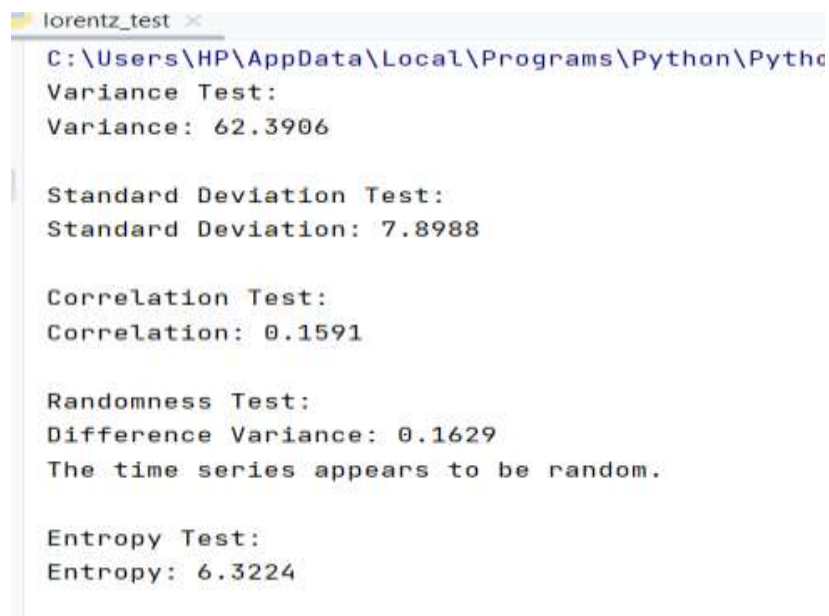 lorentz_test
C:\Users\HP\AppData\Local\Programs\Python\Pytho
Variance Test:
Variance: 62.3906
Standard Deviation Test:
Standard Deviation: 7.8988
Correlation Test:
Correlation: 0.1591
Randomness Test:
Difference Variance: 0.1629
The time series appears to be random.
Entropy Test:
Entropy: 6.3224